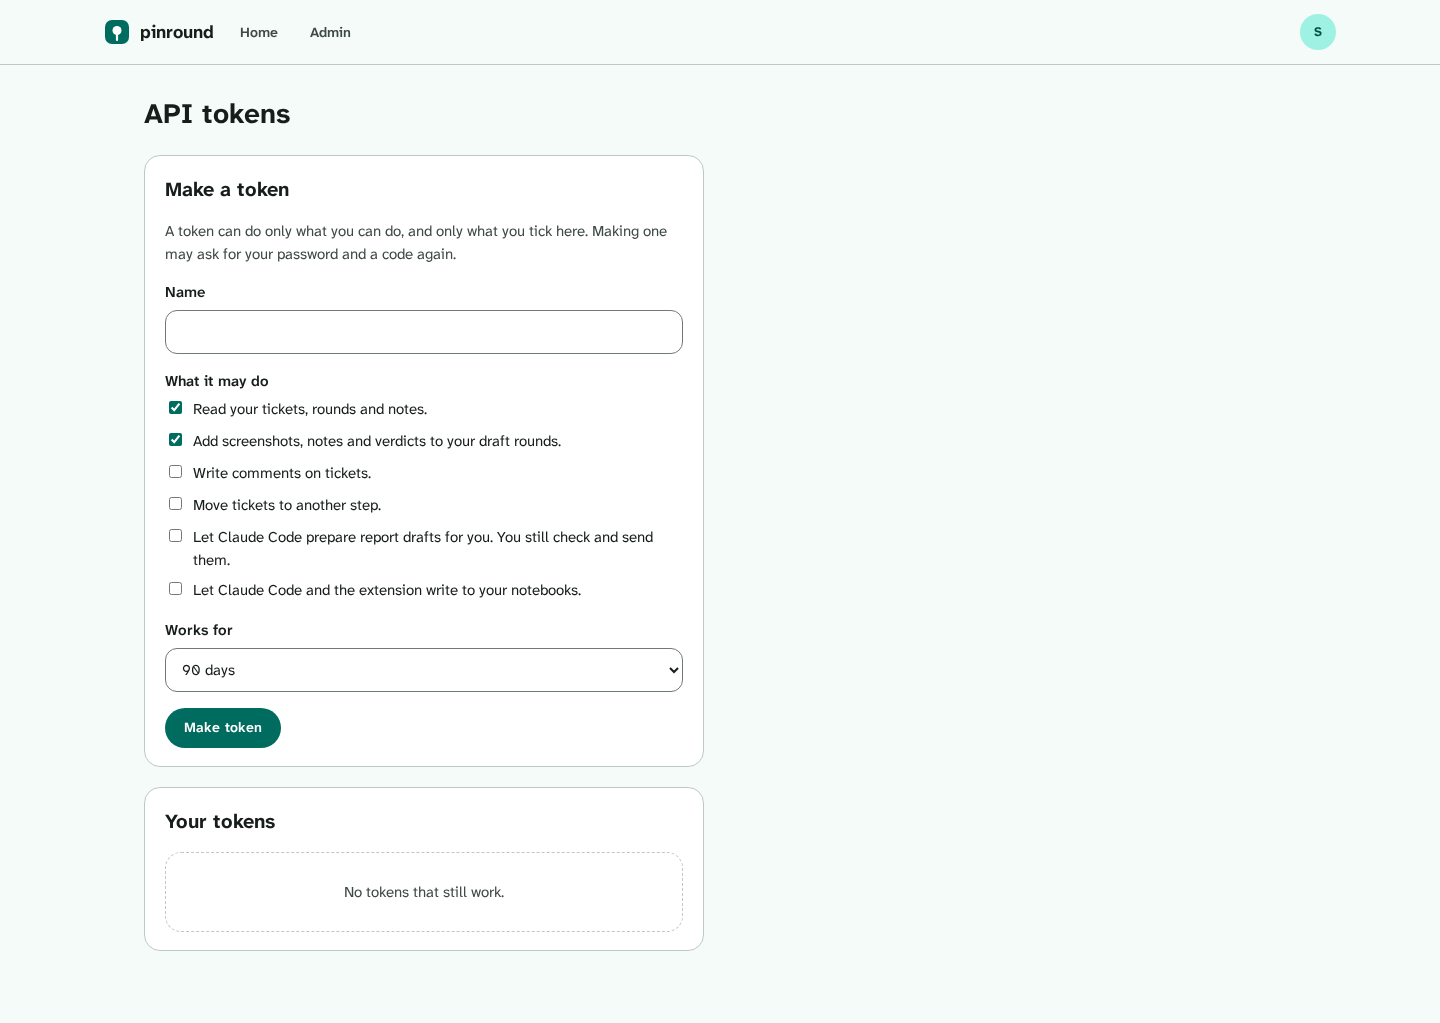 pinround
Home
Admin
S
API tokens
Make a token
A token can do only what you can do, and only what you tick here. Making one
may ask for your password and a code again.
Name
What it may do
Read your tickets, rounds and notes.
Add screenshots, notes and verdicts to your draft rounds.
Write comments on tickets.
Move tickets to another step.
Let Claude Code prepare report drafts for you. You still check and send
them.
Let Claude Code and the extension write to your notebooks.
Works for
90 days
Make token
Your tokens
No tokens that still work.